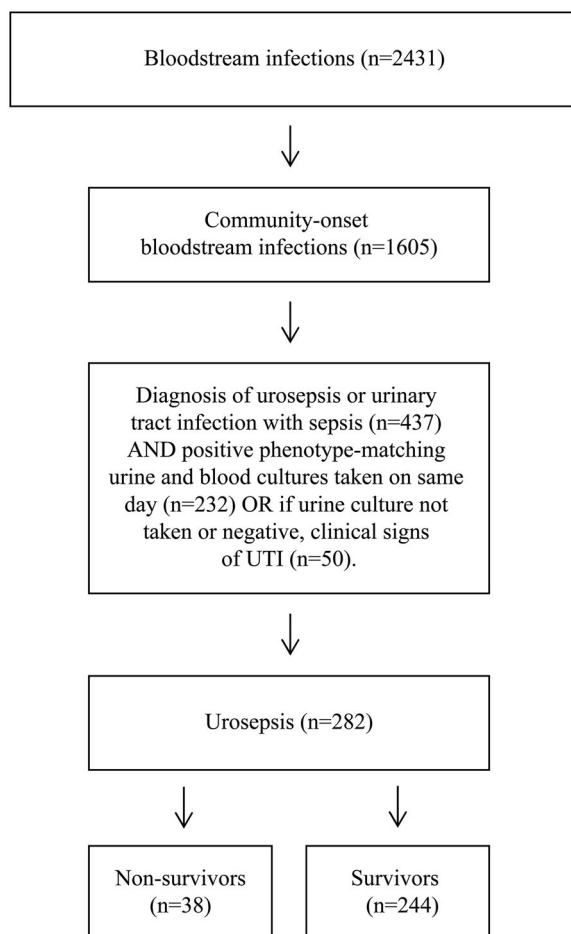 Bloodstream infections (n=2431)
Community-onset
bloodstream infections (n=1605)
Diagnosis of urosepsis or urinary
tract infection with sepsis (n=437)
AND positive phenotype-matching
urine and blood cultures taken on same
day (n=232) OR if urine culture not
taken or negative, clinical signs
of UTI (n=50).
Urosepsis (n=282)
Non-survivors
(n=38)
Survivors
(n=244)